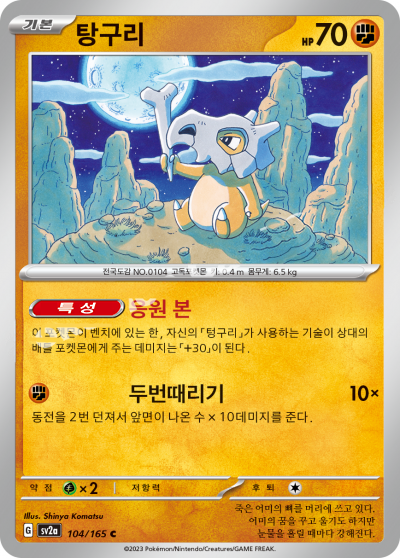 기본 탕구리 HP 70
전국도감 NO.0104 고독포켓몬 키: 0.4 m 몸무게: 6.5 kg
특성 응원 본
이 포켓몬이 벤치에 있는 한, 자신의 「탕구리」가 사용하는 기술이 상대의
배틀 포켓몬에게 주는 데미지는 「+30」이 된다.
두번때리기 10×
동전을 2번 던져서 앞면이 나온 수 × 10데미지를 준다.
약점 ×2 저항력 후퇴
Illus. Shinya Komatsu
G sv2a 104/165 C
죽은 어미의 뼈를 머리에 쓰고 있다.
어미의 꿈을 꾸고 울기도 하지만
눈물을 흘릴 때마다 강해진다.
©2023 Pokémon/Nintendo/Creatures/GAME FREAK.